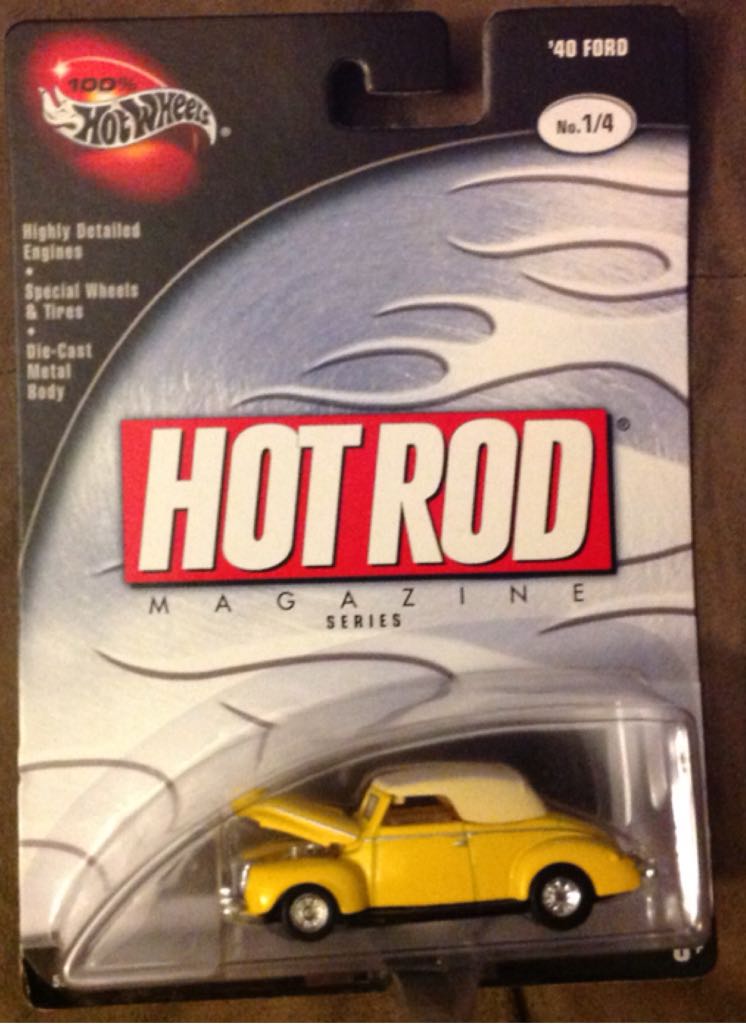 '40 FORD
No.1/4
100%
HOT WHEELS®
Highly Detailed
Engines
•
Special Wheels
& Tires
•
Die-Cast
Metal
Body
HOT ROD®
MAGAZINE
SERIES